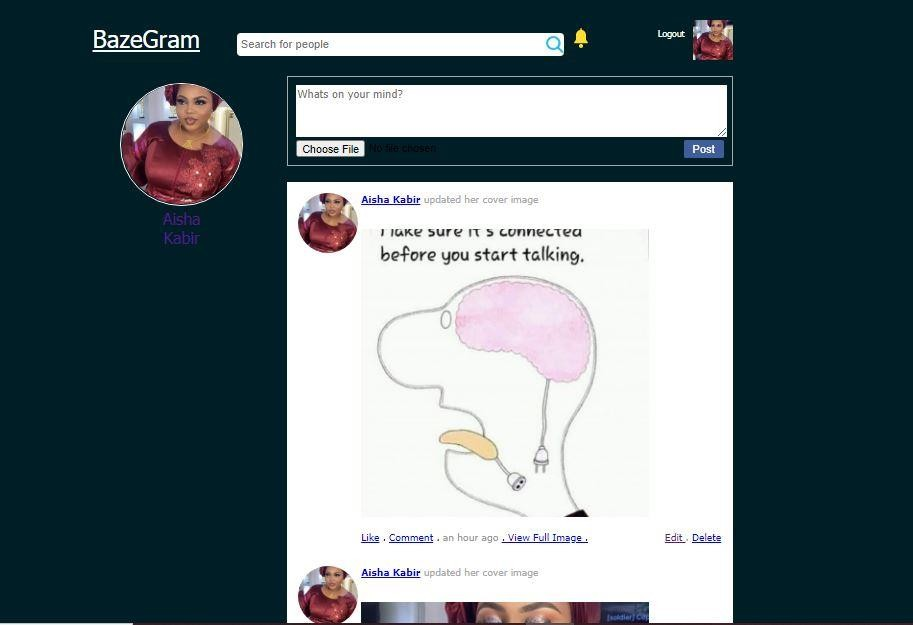 BazeGram
Search for people
Logout
Aisha
Kabir
Whats on your mind?
Choose File No file chosen
Post
Aisha Kabir updated her cover image
Make sure it's connected
before you start talking.
Like . Comment . an hour ago . View Full Image .
Edit . Delete
Aisha Kabir updated her cover image